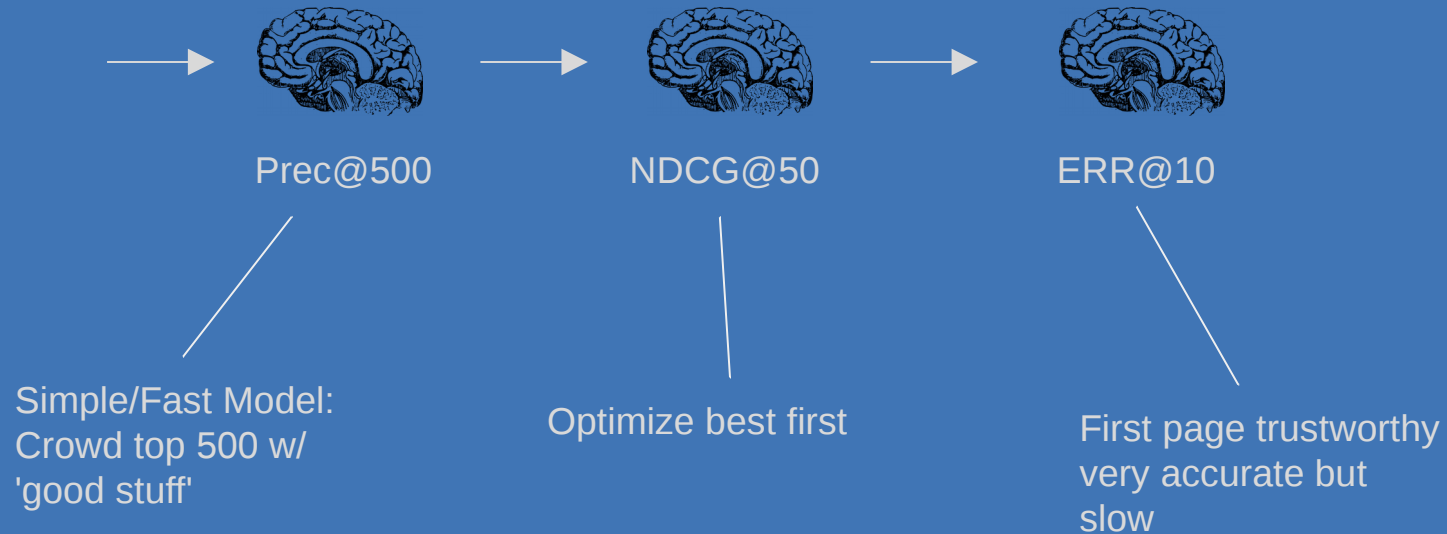 Prec@500
NDCG@50
ERR@10
Simple/Fast Model:
Crowd top 500 w/
'good stuff'
Optimize best first
First page trustworthy
very accurate but
slow